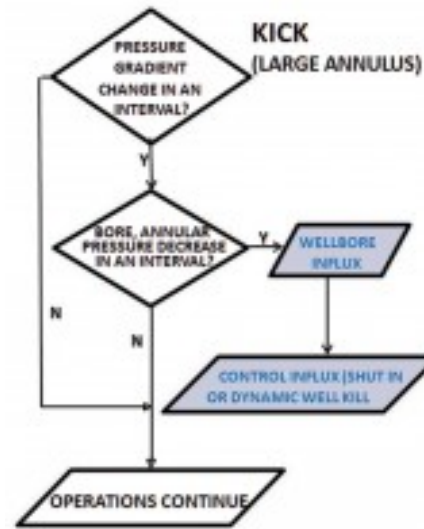 PRESSURE
GRADIENT
CHANGE IN AN
INTERVAL?
KICK
(LARGE ANNULUS)
Y
BORE, ANNULAR
PRESSURE DECREASE
IN AN INTERVAL?
Y
WELLBORE
INFLUX
N
N
CONTROL INFLUX (SHUT IN
OR DYNAMIC WELL KILL
OPERATIONS CONTINUE